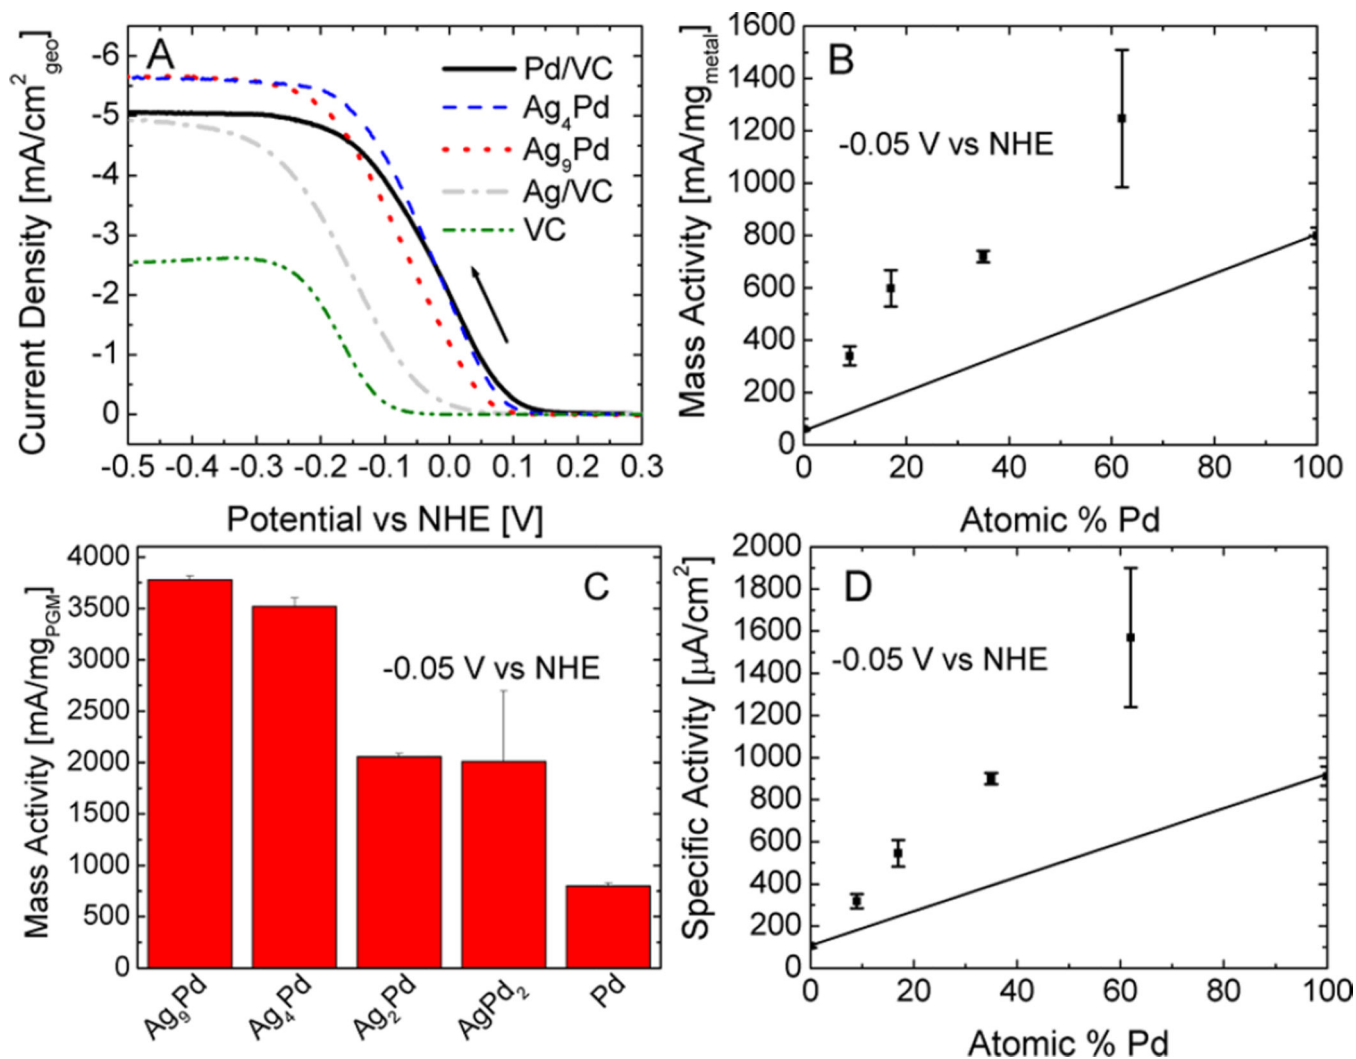 A
Current Density [mA/cm²geo]
-6
-5
-4
-3
-2
-1
0
Pd/VC
Ag₄Pd
Ag₉Pd
Ag/VC
VC
-0.5 -0.4 -0.3 -0.2 -0.1 0.0 0.1 0.2 0.3
Potential vs NHE [V]
B
Mass Activity [mA/mgmetal]
1600
1400
1200
1000
800
600
400
200
0
-0.05 V vs NHE
0 20 40 60 80 100
Atomic % Pd
C
Mass Activity [mA/mgPGM]
4000
3500
3000
2500
2000
1500
1000
500
0
-0.05 V vs NHE
Ag₉Pd Ag₄Pd Ag₂Pd AgPd₂ Pd
D
Specific Activity [µA/cm²]
2000
1800
1600
1400
1200
1000
800
600
400
200
0
-0.05 V vs NHE
0 20 40 60 80 100
Atomic % Pd